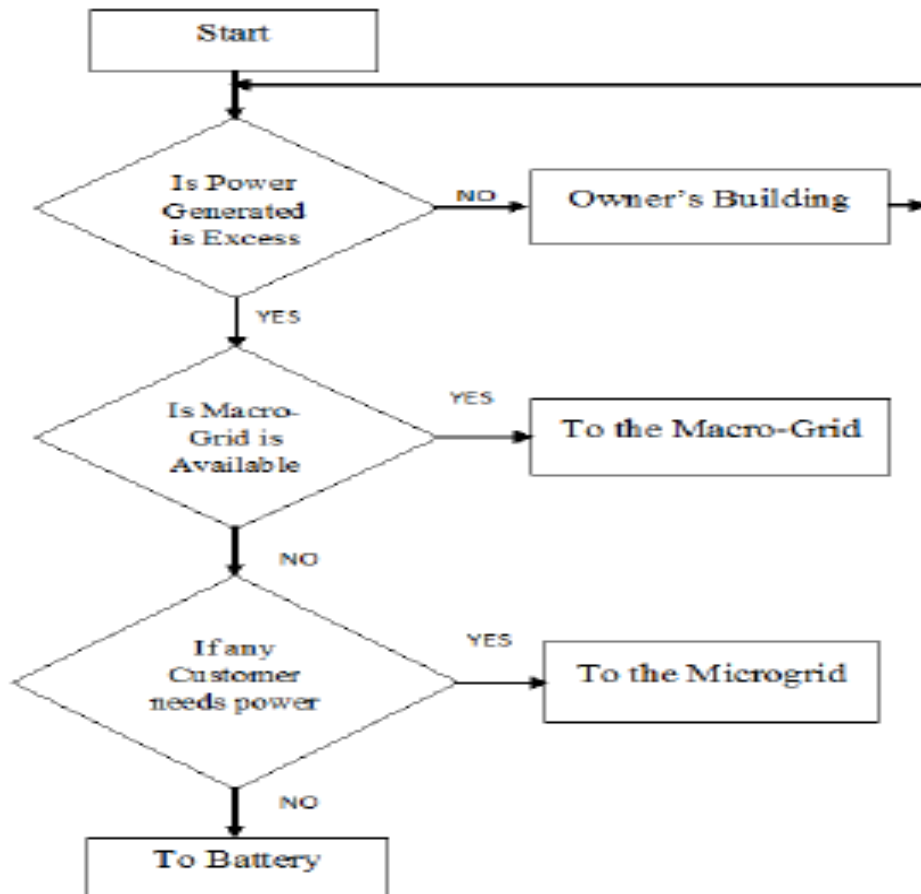 Start
Is Power
Generated
is Excess
NO
Owner's Building
YES
Is Macro-
Grid is
Available
YES
To the Macro-Grid
NO
If any
Customer
needs power
YES
To the Microgrid
NO
To Battery